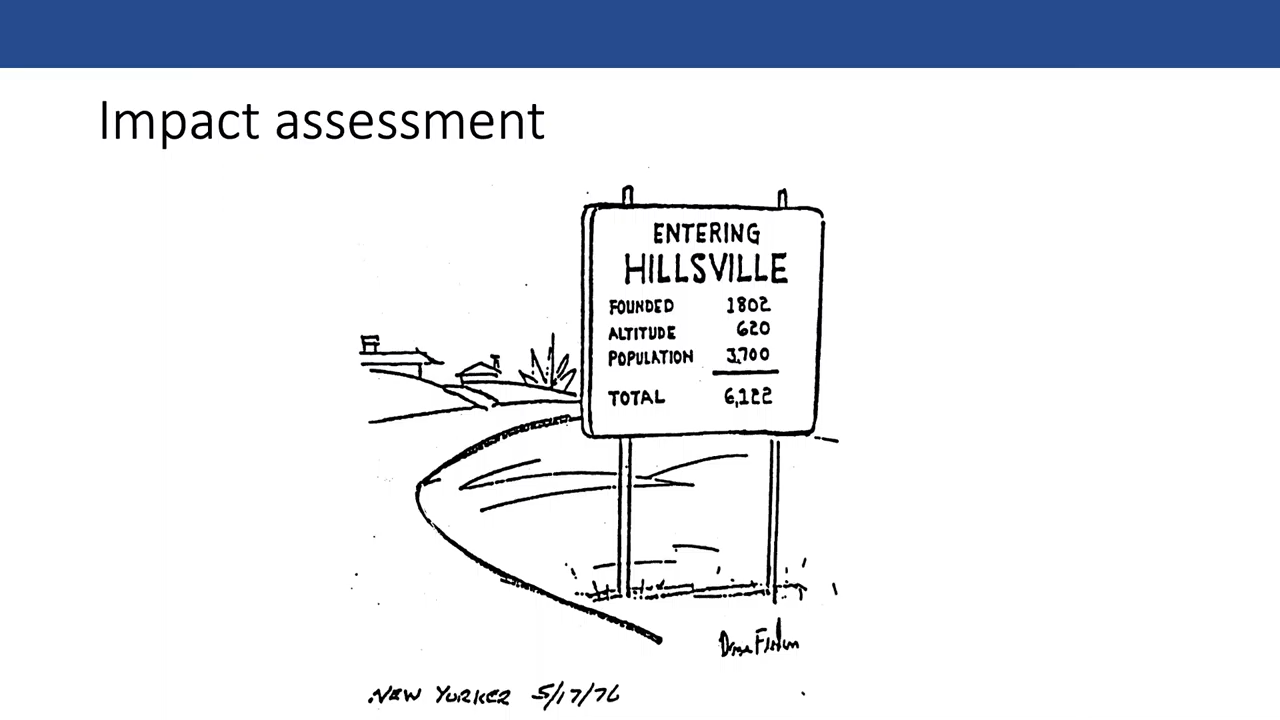 Impact assessment
ENTERING
HILLSVILLE
FOUNDED 1802
ALTITUDE 620
POPULATION 3,700
TOTAL 6,122
NEW YORKER 5/17/76